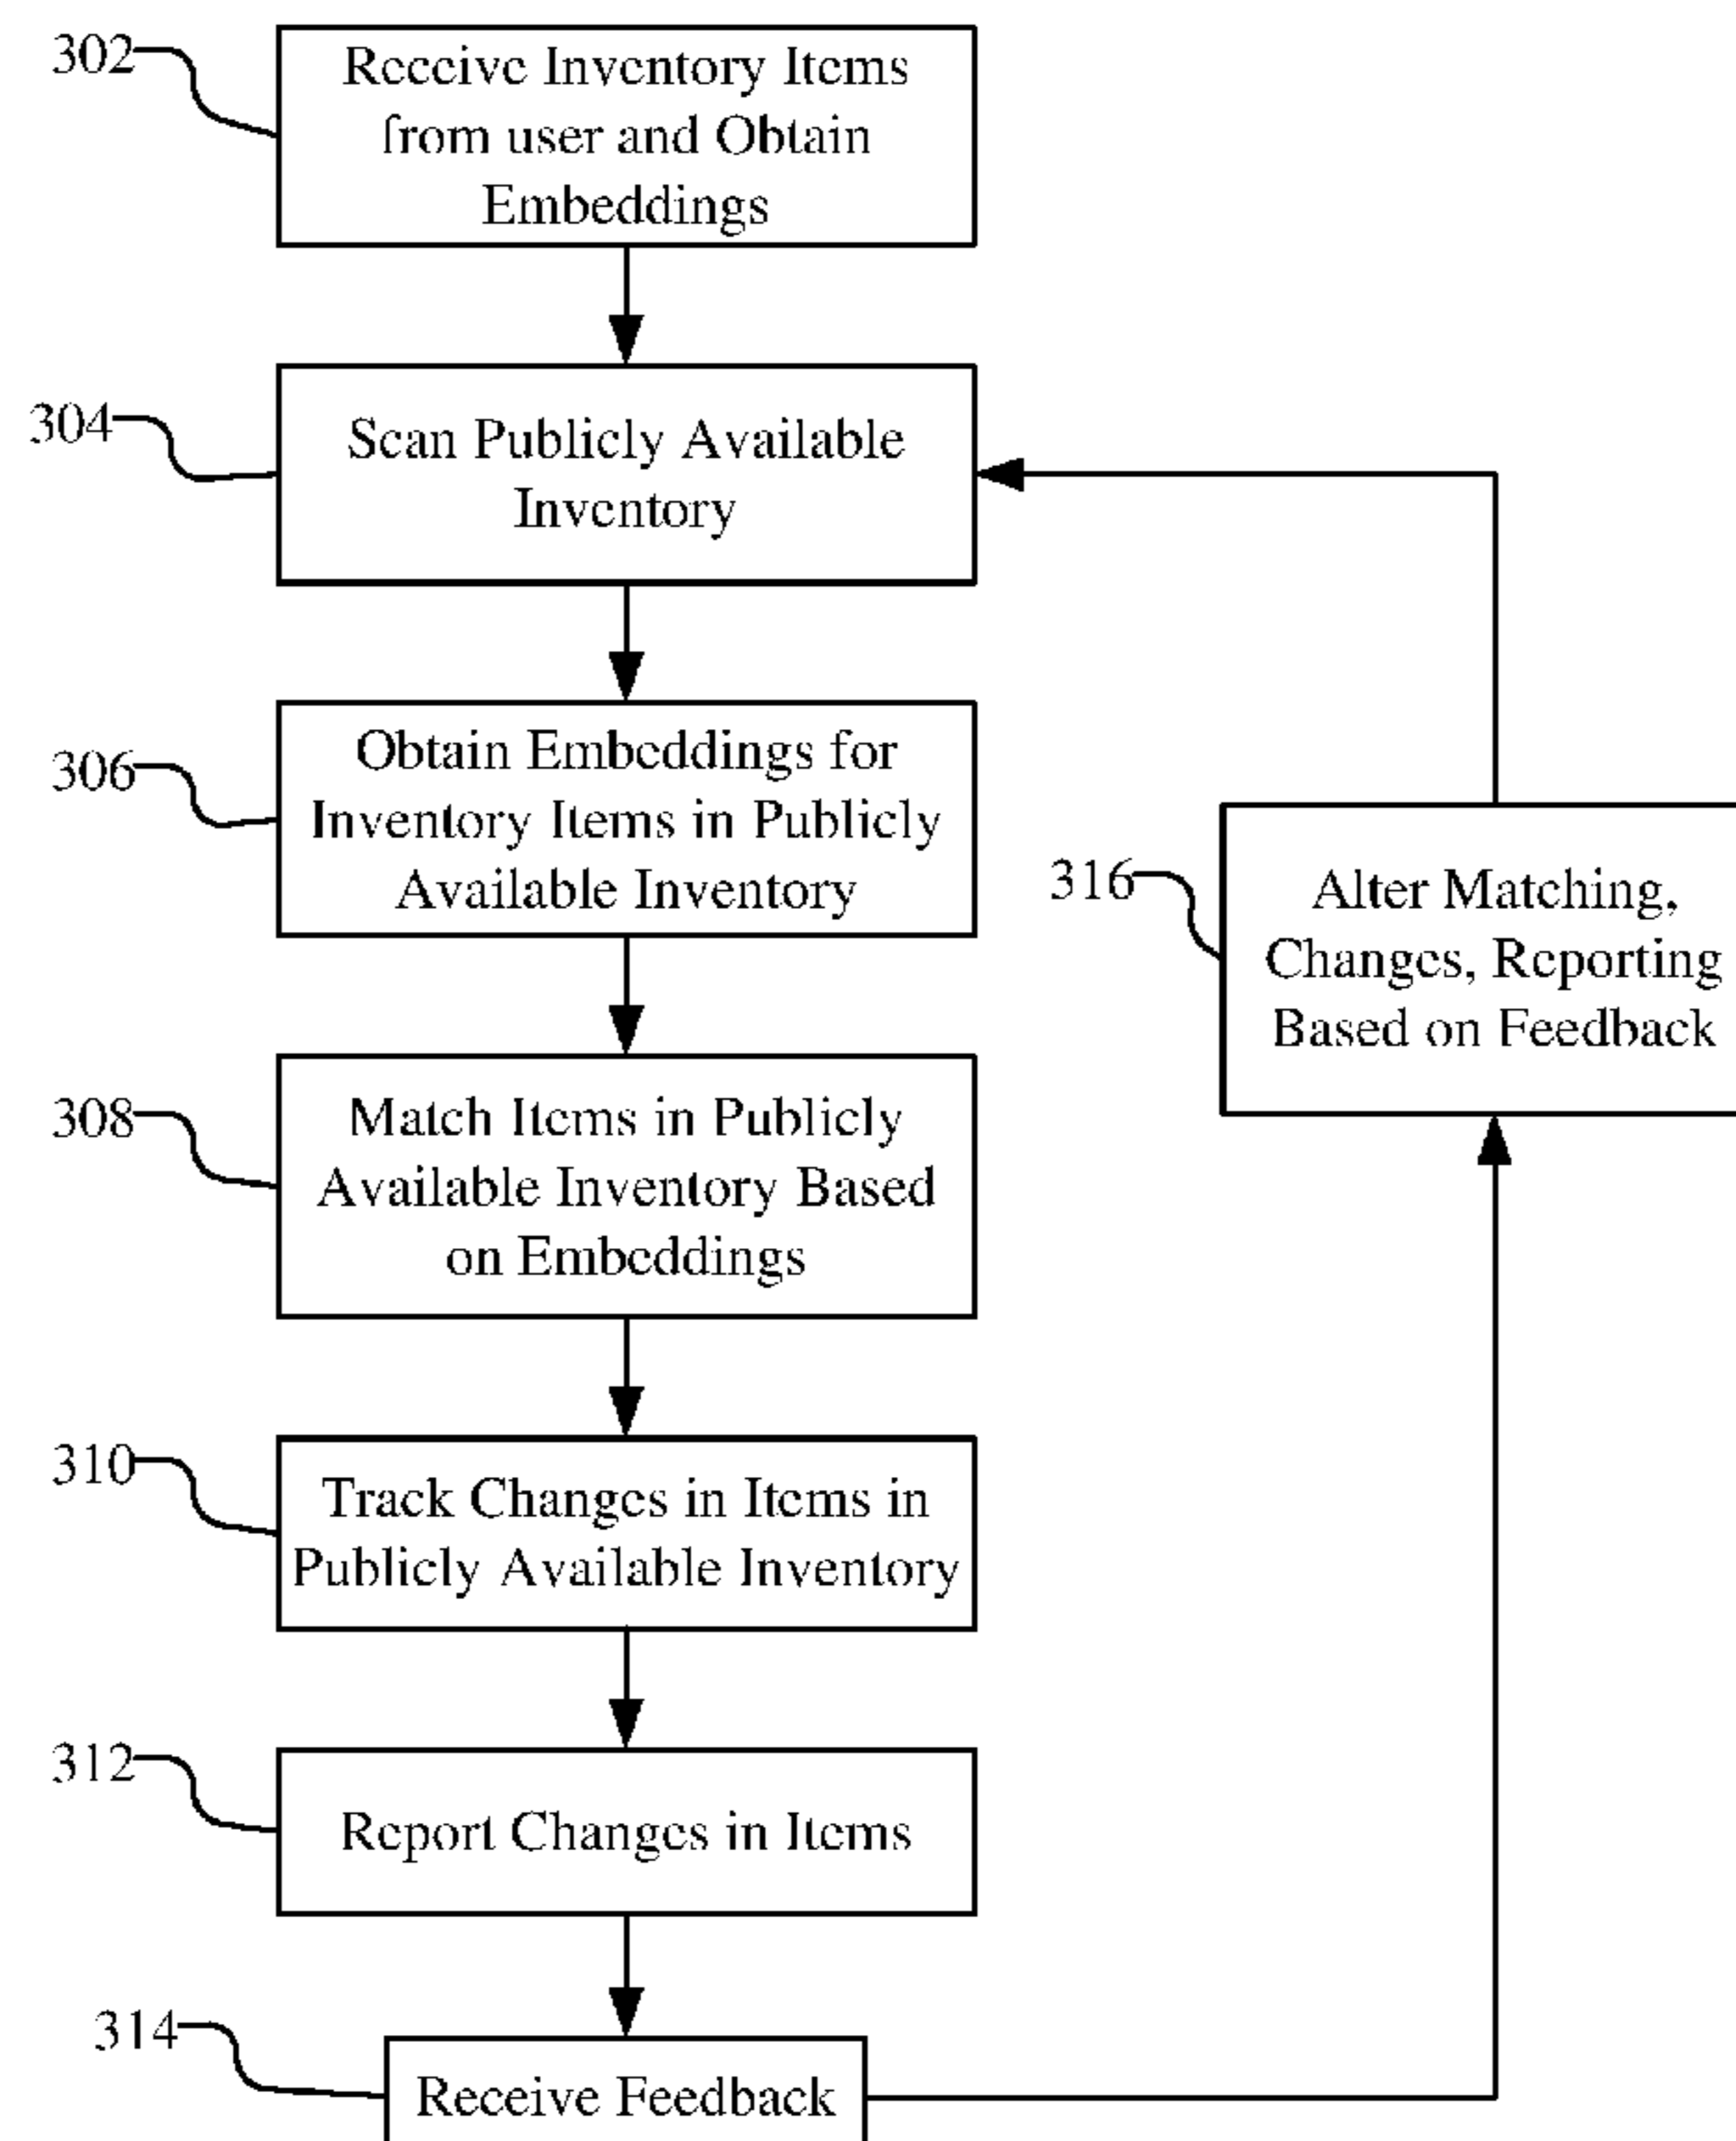 302
Receive Inventory Items
from user and Obtain
Embeddings
304
Scan Publicly Available
Inventory
306
Obtain Embeddings for
Inventory Items in Publicly
Available Inventory
316
Alter Matching,
Changes, Reporting
Based on Feedback
308
Match Items in Publicly
Available Inventory Based
on Embeddings
310
Track Changes in Items in
Publicly Available Inventory
312
Report Changes in Items
314
Receive Feedback